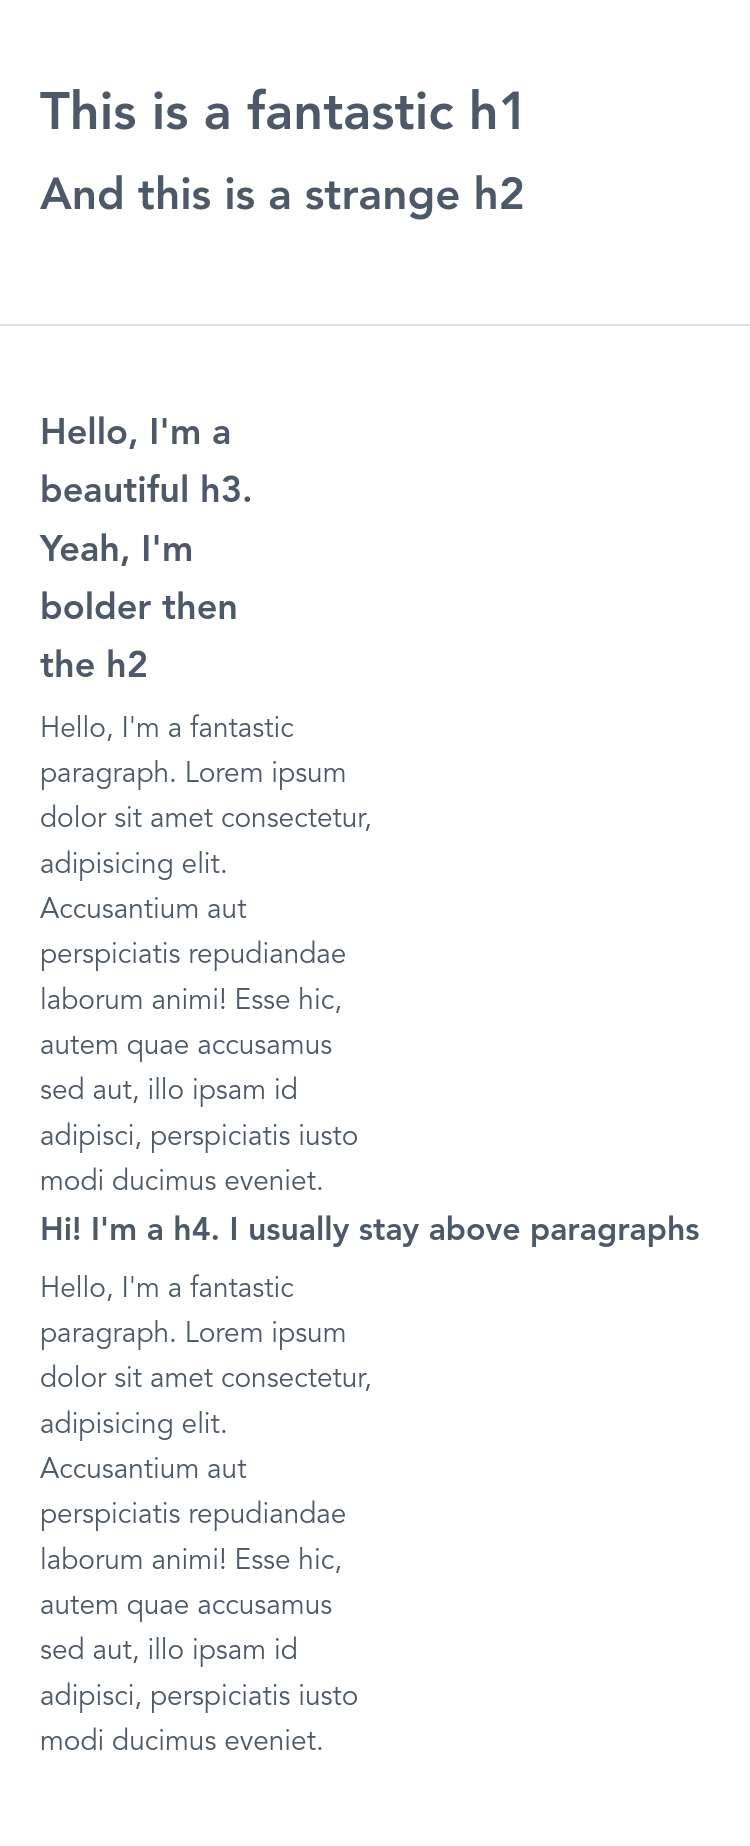 This is a fantastic h1
And this is a strange h2
Hello, I'm a
beautiful h3.
Yeah, I'm
bolder then
the h2
Hello, I'm a fantastic
paragraph. Lorem ipsum
dolor sit amet consectetur,
adipisicing elit.
Accusantium aut
perspiciatis repudiandae
laborum animi! Esse hic,
autem quae accusamus
sed aut, illo ipsam id
adipisci, perspiciatis iusto
modi ducimus eveniet.
Hi! I'm a h4. I usually stay above paragraphs
Hello, I'm a fantastic
paragraph. Lorem ipsum
dolor sit amet consectetur,
adipisicing elit.
Accusantium aut
perspiciatis repudiandae
laborum animi! Esse hic,
autem quae accusamus
sed aut, illo ipsam id
adipisci, perspiciatis iusto
modi ducimus eveniet.